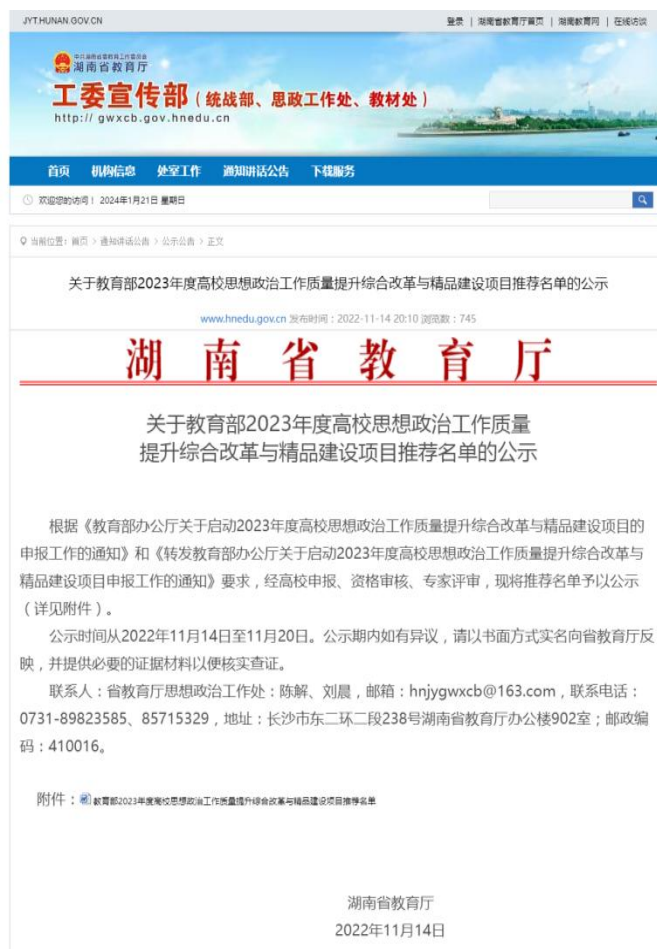 JYT.HUNAN.GOV.CN 登录 | 湖南省教育厅首页 | 湖南教育网 | 在线访谈
中共湖南省委教育工作委员会
湖南省教育厅
工委宣传部（统战部、思政工作处、教材处）
http:// gwxcb.gov.hnedu.cn
首页 机构信息 处室工作 通知讲话公告 下载服务
欢迎您的访问！ 2024年1月21日 星期日
当前位置：首页 > 通知讲话公告 > 公示公告 > 正文
关于教育部2023年度高校思想政治工作质量提升综合改革与精品建设项目推荐名单的公示
www.hnedu.gov.cn 发布时间：2022-11-14 20:10 浏览数：745
湖南省教育厅
关于教育部2023年度高校思想政治工作质量
提升综合改革与精品建设项目推荐名单的公示
根据《教育部办公厅关于启动2023年度高校思想政治工作质量提升综合改革与精品建设项目的
申报工作的通知》和《转发教育部办公厅关于启动2023年度高校思想政治工作质量提升综合改革与
精品建设项目申报工作的通知》要求，经高校申报、资格审核、专家评审，现将推荐名单予以公示
（详见附件）。
公示时间从2022年11月14日至11月20日。公示期内如有异议，请以书面方式实名向省教育厅反
映，并提供必要的证据材料以便核实查证。
联系人：省教育厅思想政治工作处：陈解、刘晨，邮箱：hnjygwxcb@163.com，联系电话：
0731-89823585、85715329，地址：长沙市东二环二段238号湖南省教育厅办公楼902室；邮政编
码：410016。
附件：教育部2023年度高校思想政治工作质量提升综合改革与精品建设项目推荐名单
湖南省教育厅
2022年11月14日